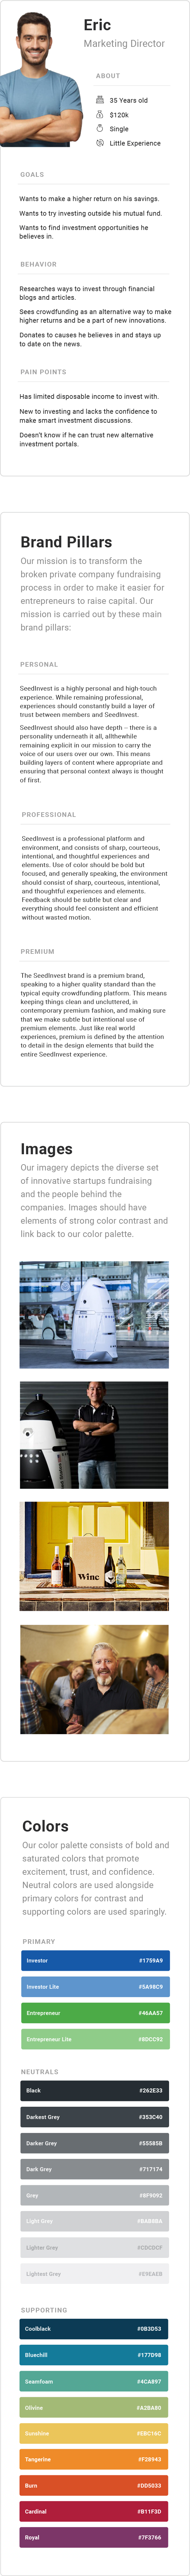 Eric
Marketing Director
ABOUT
35 Years old
$120k
Single
Little Experience
GOALS
Wants to make a higher return on his savings.
Wants to try investing outside his mutual fund.
Wants to find investment opportunities he
believes in.
BEHAVIOR
Researches ways to invest through financial
blogs and articles.
Sees crowdfunding as an alternative way to make
higher returns and be a part of new innovations.
Donates to causes he believes in and stays up
to date on the news.
PAIN POINTS
Has limited disposable income to invest with.
New to investing and lacks the confidence to
make smart investment discussions.
Doesn't know if he can trust new alternative
investment portals.
Brand Pillars
Our mission is to transform the
broken private company fundraising
process in order to make it easier for
entrepreneurs to raise capital. Our
mission is carried out by these main
brand pillars:
PERSONAL
SeedInvest is a highly personal and high-touch
experience. While remaining professional,
experiences should constantly build a layer of
trust between members and SeedInvest.
SeedInvest should also have depth - there is a
personality underneath it all, allthewhile
remaining explicit in our mission to carry the
voice of our users over our own. This means
building layers of content where appropriate and
ensuring that personal context always is thought
of first.
PROFESSIONAL
SeedInvest is a professional platform and
environment, and consists of sharp, courteous,
intentional, and thoughtful experiences and
elements. Use of color should be bold but
focused, and generally speaking, the environment
should consist of sharp, courteous, intentional,
and thoughtful experiences and elements.
Feedback should be subtle but clear and
everything should feel consistent and efficient
without wasted motion.
PREMIUM
The SeedInvest brand is a premium brand,
speaking to a higher quality standard than the
typical equity crowdfunding platform. This means
keeping things clean and uncluttered, in
contemporary premium fashion, and making sure
that we make subtle but intentional use of
premium elements. Just like real world
experiences, premium is defined by the attention
to detail in the design elements that build the
entire SeedInvest experience.
Images
Our imagery depicts the diverse set
of innovative startups fundraising
and the people behind the
companies. Images should have
elements of strong color contrast and
link back to our color palette.
Winc
Colors
Our color palette consists of bold and
saturated colors that promote
excitement, trust, and confidence.
Neutral colors are used alongside
primary colors for contrast and
supporting colors are used sparingly.
PRIMARY
Investor #1759A9
Investor Lite #5A98C9
Entrepreneur #46AA57
Entrepreneur Lite #8DCC92
NEUTRALS
Black #262E33
Darkest Grey #353C40
Darker Grey #55585B
Dark Grey #717174
Grey #8F9092
Light Grey #BABBBA
Lighter Grey #CDCDCF
Lightest Grey #E9EAEB
SUPPORTING
Coolblack #0B3D53
Bluechill #177D98
Seamfoam #4CA897
Olivine #A2BA80
Sunshine #EBC16C
Tangerine #F28943
Burn #DD5033
Cardinal #B11F3D
Royal #7F3766